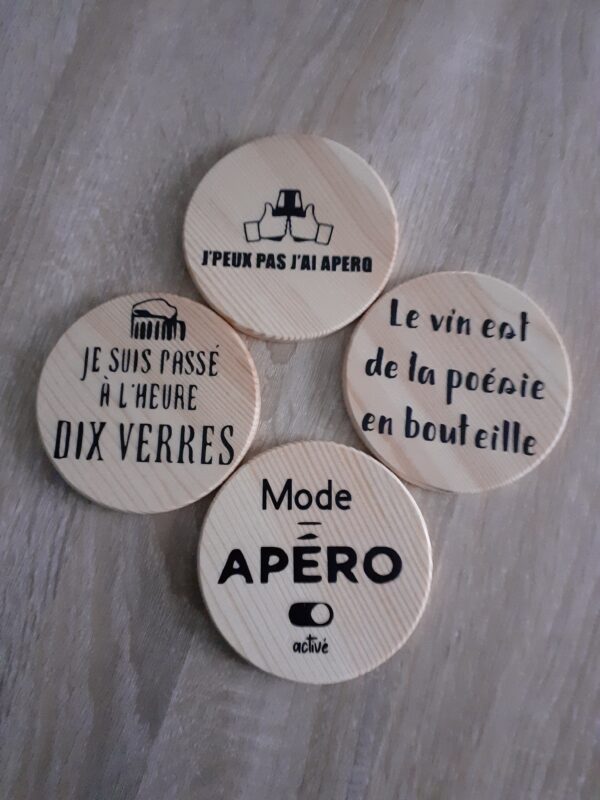 J'PEUX PAS J'AI APERO
JE SUIS PASSÉ
À L'HEURE
DIX VERRES
Le vin est
de la poésie
en bouteille
Mode
APÉRO
activé